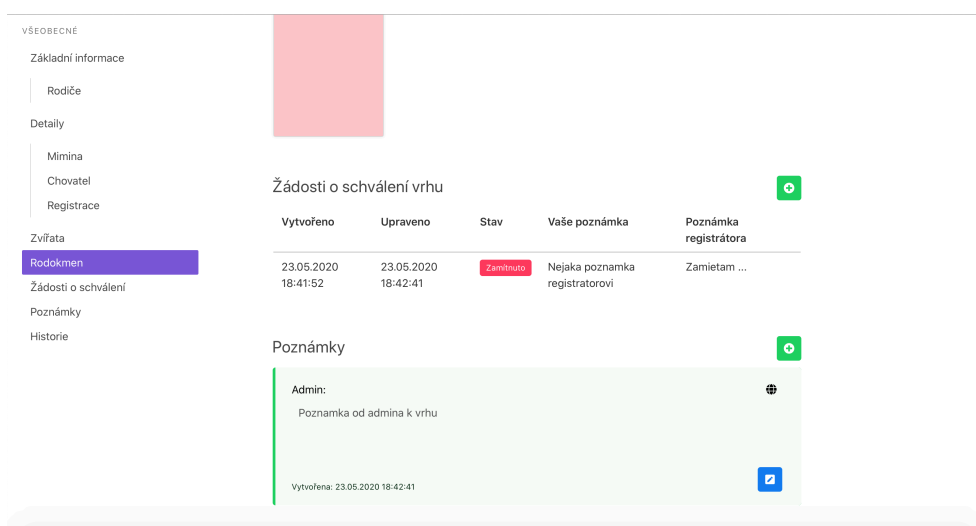 VŠEOBECNÉ
Základní informace
Rodiče
Detaily
Mimina
Chovatel
Registrace
Zvířata
Rodokmen
Žádosti o schválení
Poznámky
Historie
Žádosti o schválení vrhu
Vytvořeno Upraveno Stav Vaše poznámka Poznámka
registrátora
23.05.2020 23.05.2020 Zamítnuto Nejaka poznamka Zamietam ...
18:41:52 18:42:41 registratorovi
Poznámky
Admin:
Poznamka od admina k vrhu
Vytvořena: 23.05.2020 18:42:41